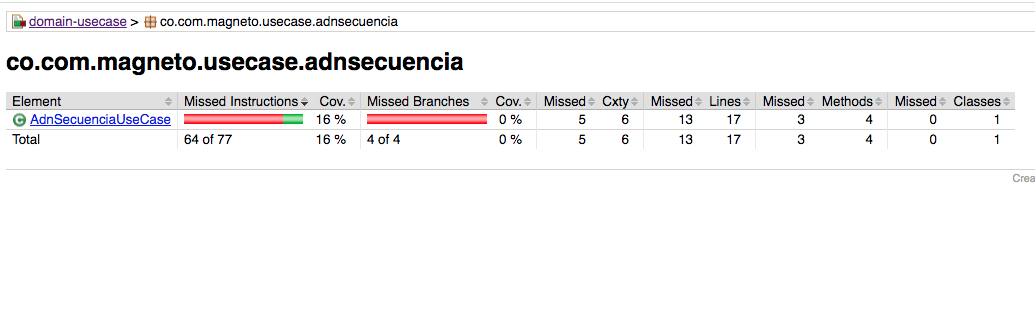 domain-usecase > co.com.magneto.usecase.adnsecuencia
co.com.magneto.usecase.adnsecuencia
Element Missed Instructions Cov. Missed Branches Cov. Missed Cxty Missed Lines Missed Methods Missed Classes
AdnSecuenciaUseCase 16 % 0 % 5 6 13 17 3 4 0 1
Total 64 of 77 16 % 4 of 4 0 % 5 6 13 17 3 4 0 1
Crea